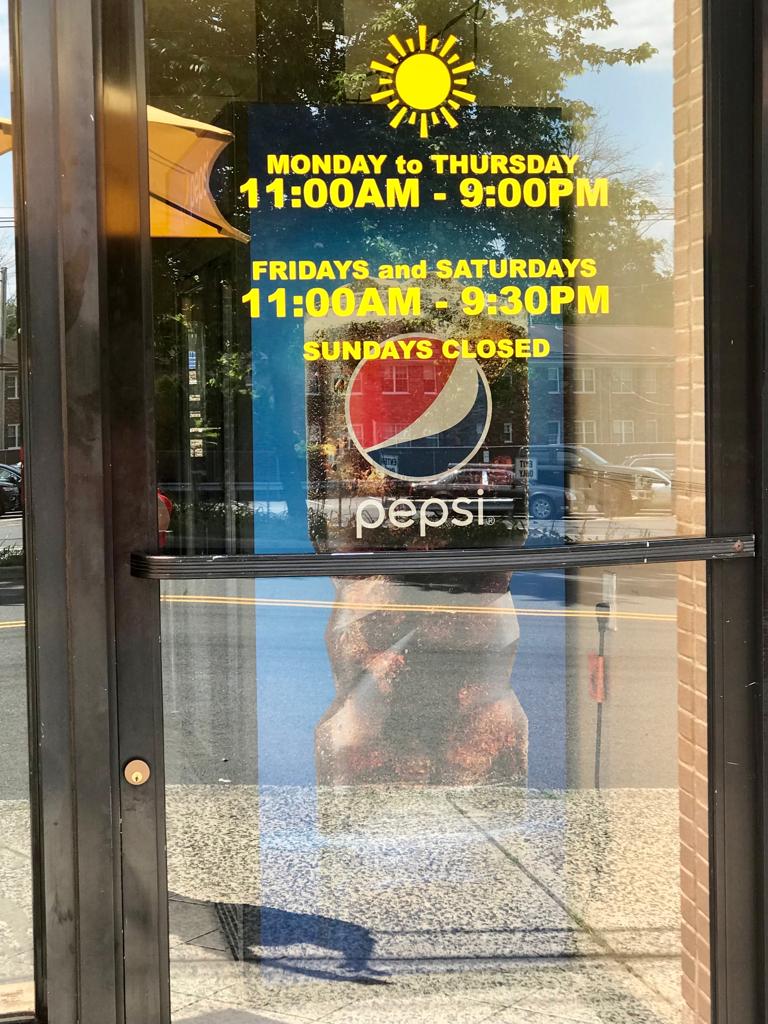 MONDAY to THURSDAY
11:00AM - 9:00PM
FRIDAYS and SATURDAYS
11:00AM - 9:30PM
SUNDAYS CLOSED
pepsi®